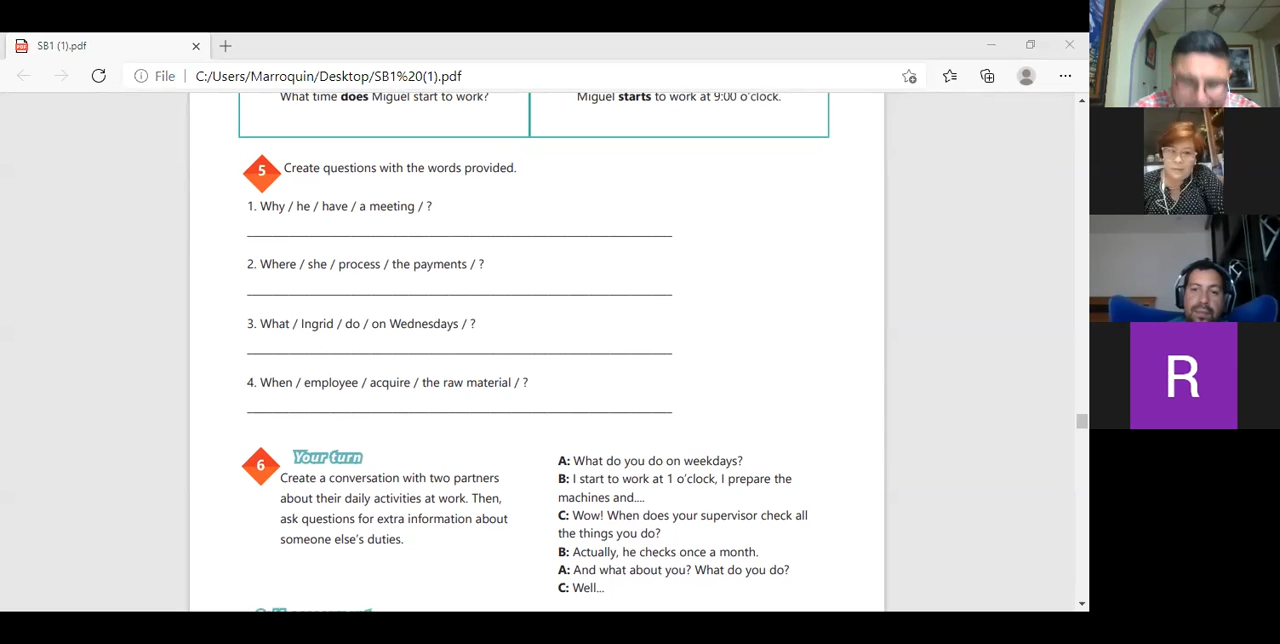 SB1 (1).pdf
File
C:/Users/Marroquin/Desktop/SB1%20(1).pdf
What time does Miguel start to work?
Miguel starts to work at 9:00 o'clock.
5 Create questions with the words provided.
1. Why / he / have / a meeting / ?
2. Where / she / process / the payments / ?
3. What / Ingrid / do / on Wednesdays / ?
4. When / employee / acquire / the raw material / ?
6 Your turn
Create a conversation with two partners
about their daily activities at work. Then,
ask questions for extra information about
someone else's duties.
A: What do you do on weekdays?
B: I start to work at 1 o'clock, I prepare the
machines and....
C: Wow! When does your supervisor check all
the things you do?
B: Actually, he checks once a month.
A: And what about you? What do you do?
C: Well...
R